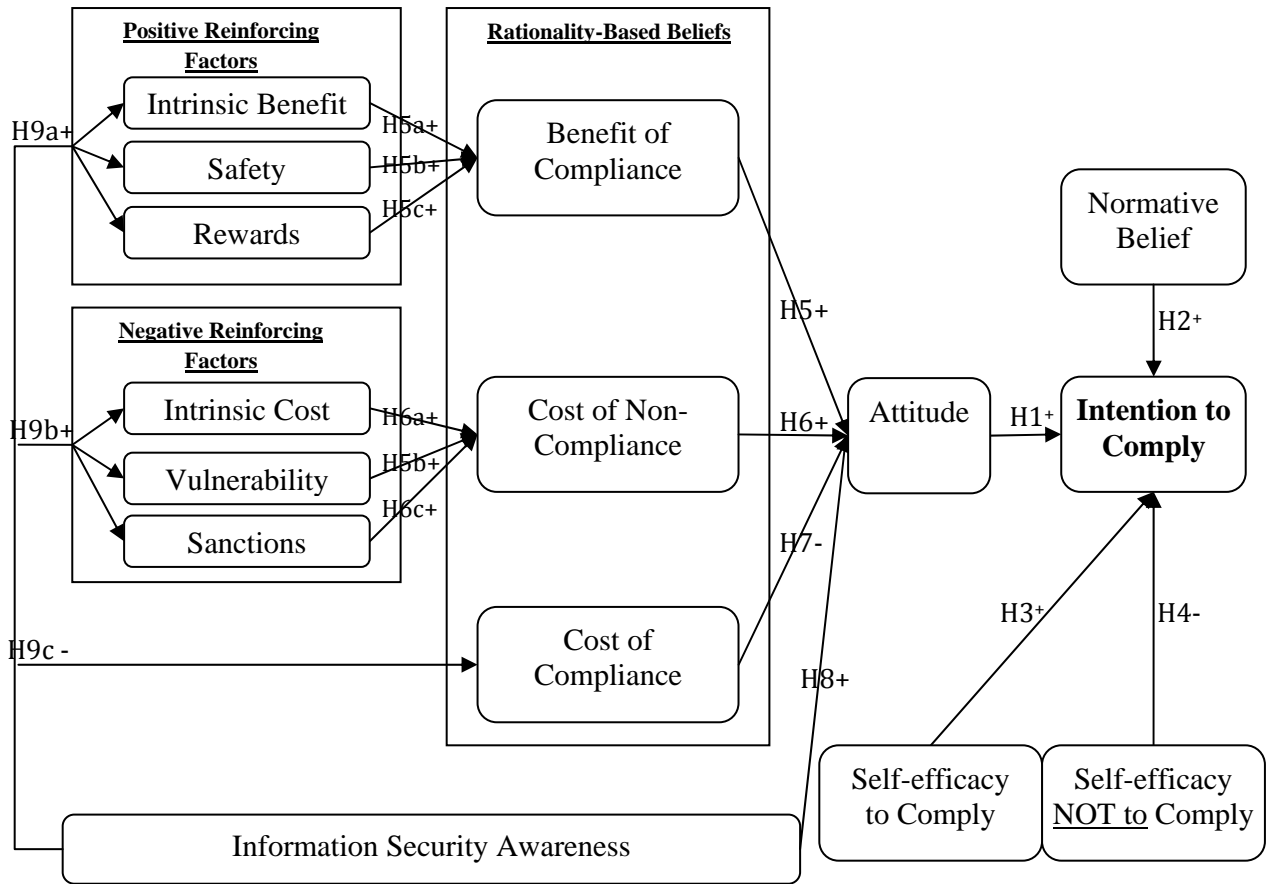 Positive Reinforcing
Factors
Intrinsic Benefit
Safety
Rewards
H9a+
H5a+
H5b+
H5c+
Rationality-Based Beliefs
Benefit of
Compliance
Negative Reinforcing
Factors
Intrinsic Cost
Vulnerability
Sanctions
H9b+
H6a+
H5b+
H6c+
Cost of Non-
Compliance
H9c -
Cost of
Compliance
H5+
H6+
H7-
H8+
Attitude
H1+
Normative
Belief
H2+
Intention to
Comply
H3+
H4-
Self-efficacy
to Comply
Self-efficacy
NOT to Comply
Information Security Awareness